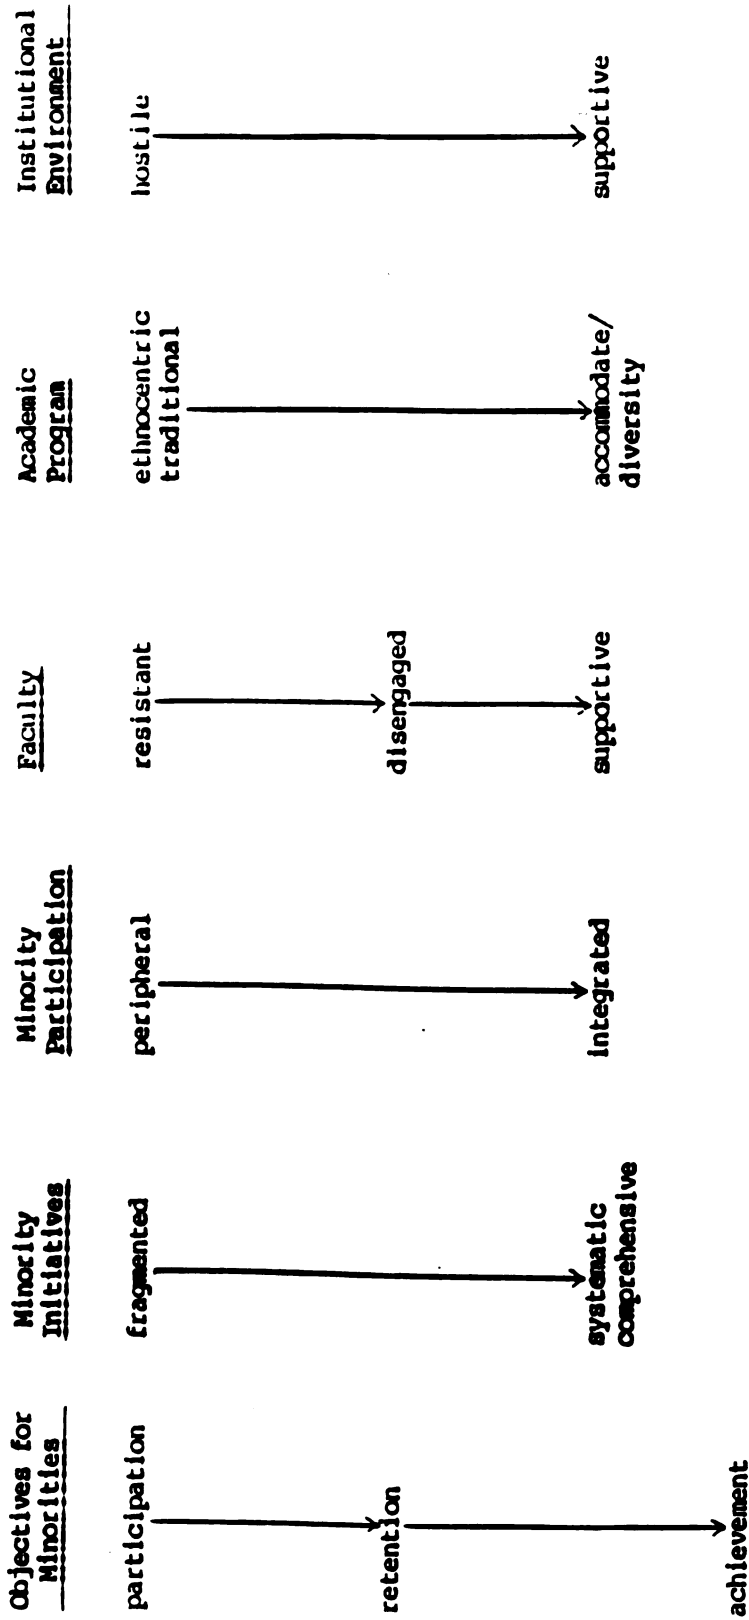 Objectives for
Minorities
participation
retention
achievement
Minority
Initiatives
fragmented
systematic
comprehensive
Minority
Participation
peripheral
integrated
Faculty
resistant
disengaged
supportive
Academic
Program
ethnocentric
traditional
accommodate/
diversity
Institutional
Environment
hostile
supportive